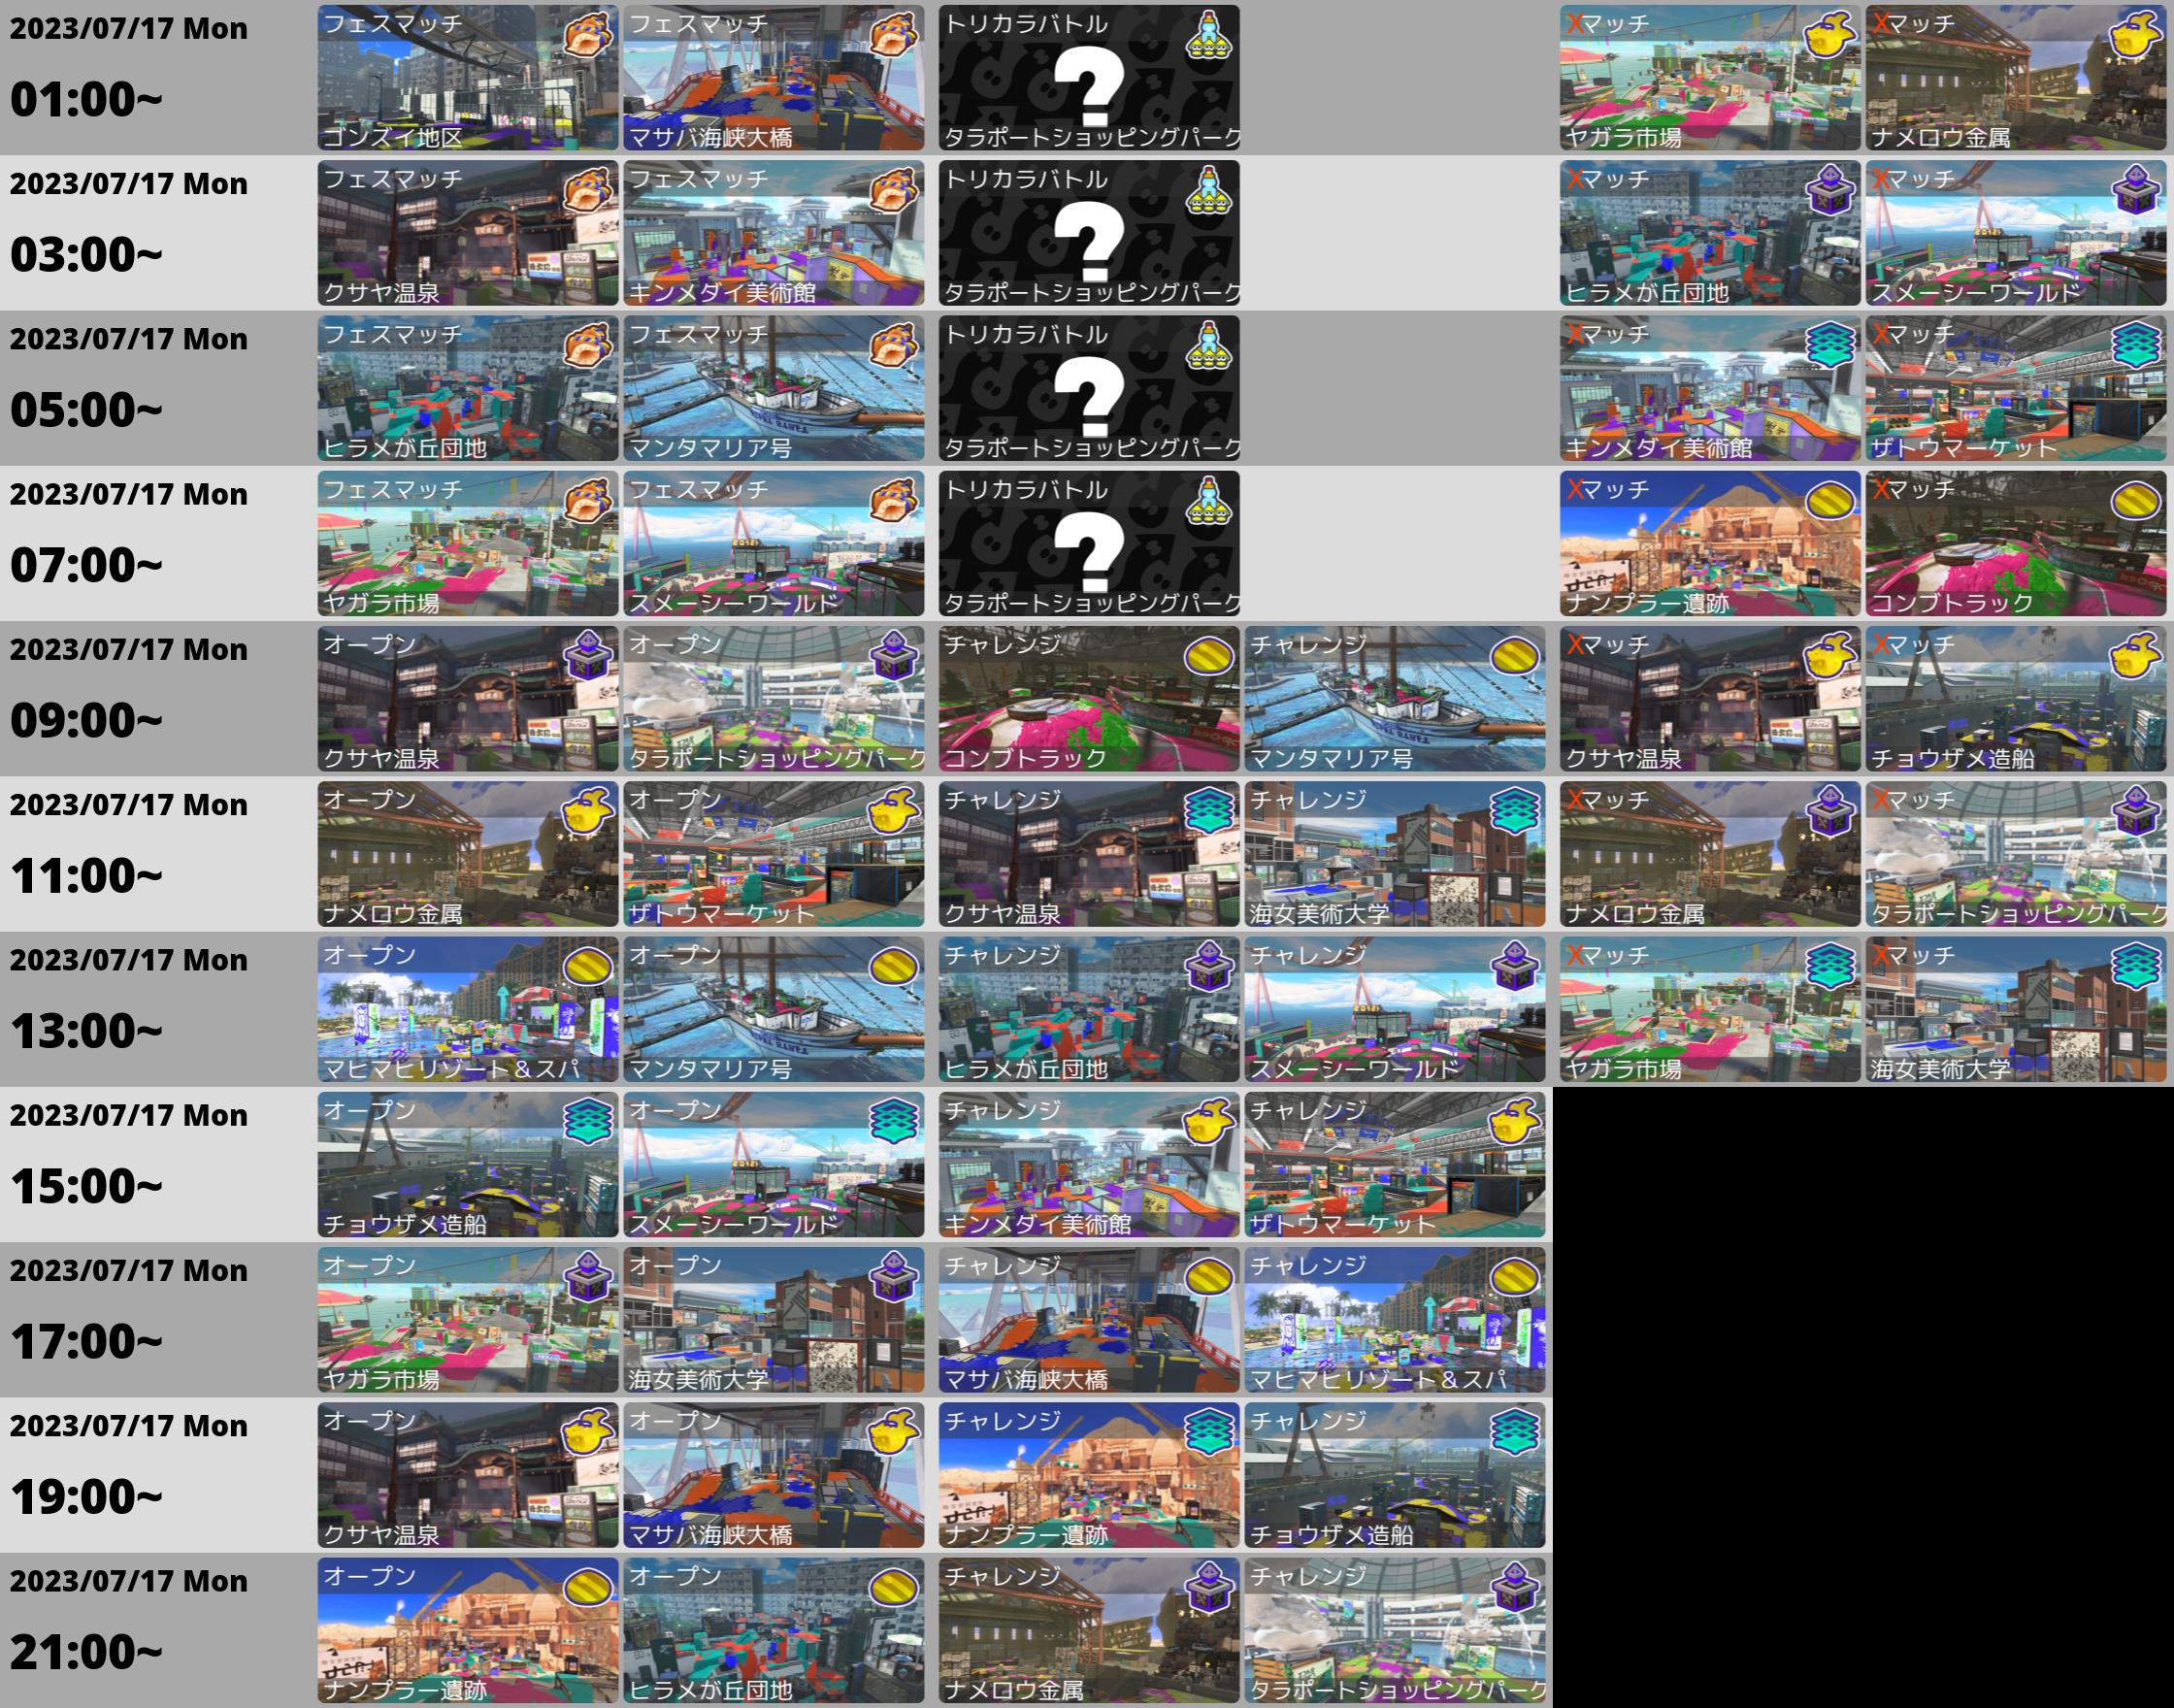 2023/07/17 Mon
01:00~
フェスマッチ
ゴンズイ地区
フェスマッチ
マサバ海峡大橋
トリカラバトル
?
タラポートショッピングパーク
Xマッチ
ヤガラ市場
Xマッチ
ナメロウ金属
2023/07/17 Mon
03:00~
フェスマッチ
クサヤ温泉
フェスマッチ
キンメダイ美術館
トリカラバトル
?
タラポートショッピングパーク
Xマッチ
ヒラメが丘団地
Xマッチ
スメーシーワールド
2023/07/17 Mon
05:00~
フェスマッチ
ヒラメが丘団地
フェスマッチ
マンタマリア号
トリカラバトル
?
タラポートショッピングパーク
Xマッチ
キンメダイ美術館
Xマッチ
ザトウマーケット
2023/07/17 Mon
07:00~
フェスマッチ
ヤガラ市場
フェスマッチ
スメーシーワールド
トリカラバトル
?
タラポートショッピングパーク
Xマッチ
ナンプラー遺跡
Xマッチ
コンブトラック
2023/07/17 Mon
09:00~
オープン
クサヤ温泉
オープン
タラポートショッピングパーク
チャレンジ
コンブトラック
チャレンジ
マンタマリア号
Xマッチ
クサヤ温泉
Xマッチ
チョウザメ造船
2023/07/17 Mon
11:00~
オープン
ナメロウ金属
オープン
ザトウマーケット
チャレンジ
クサヤ温泉
チャレンジ
海女美術大学
Xマッチ
ナメロウ金属
Xマッチ
タラポートショッピングパーク
2023/07/17 Mon
13:00~
オープン
マヒマヒリゾート＆スパ
オープン
マンタマリア号
チャレンジ
ヒラメが丘団地
チャレンジ
スメーシーワールド
Xマッチ
ヤガラ市場
Xマッチ
海女美術大学
2023/07/17 Mon
15:00~
オープン
チョウザメ造船
オープン
スメーシーワールド
チャレンジ
キンメダイ美術館
チャレンジ
ザトウマーケット
2023/07/17 Mon
17:00~
オープン
ヤガラ市場
オープン
海女美術大学
チャレンジ
マサバ海峡大橋
チャレンジ
マヒマヒリゾート＆スパ
2023/07/17 Mon
19:00~
オープン
クサヤ温泉
オープン
マサバ海峡大橋
チャレンジ
ナンプラー遺跡
チャレンジ
チョウザメ造船
2023/07/17 Mon
21:00~
オープン
ナンプラー遺跡
オープン
ヒラメが丘団地
チャレンジ
ナメロウ金属
チャレンジ
タラポートショッピングパーク